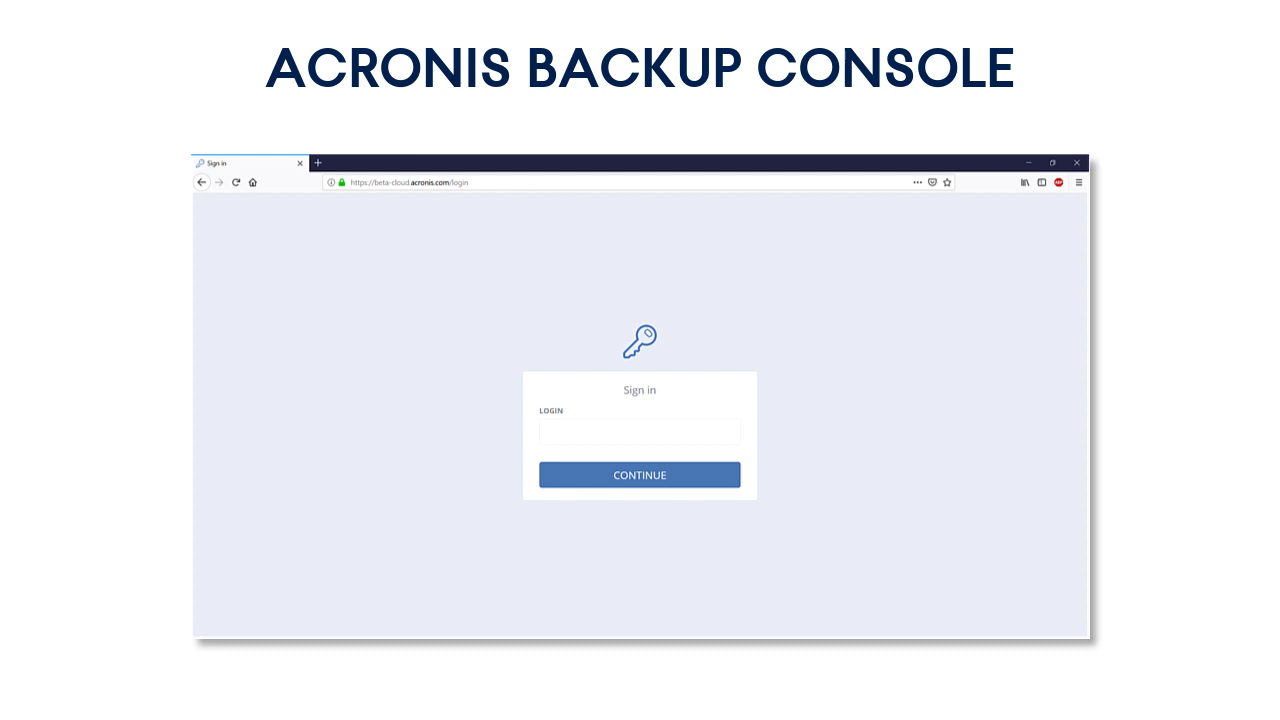 ACRONIS BACKUP CONSOLE
Sign in
https://beta-cloud.acronis.com/login
Sign in
LOGIN
CONTINUE